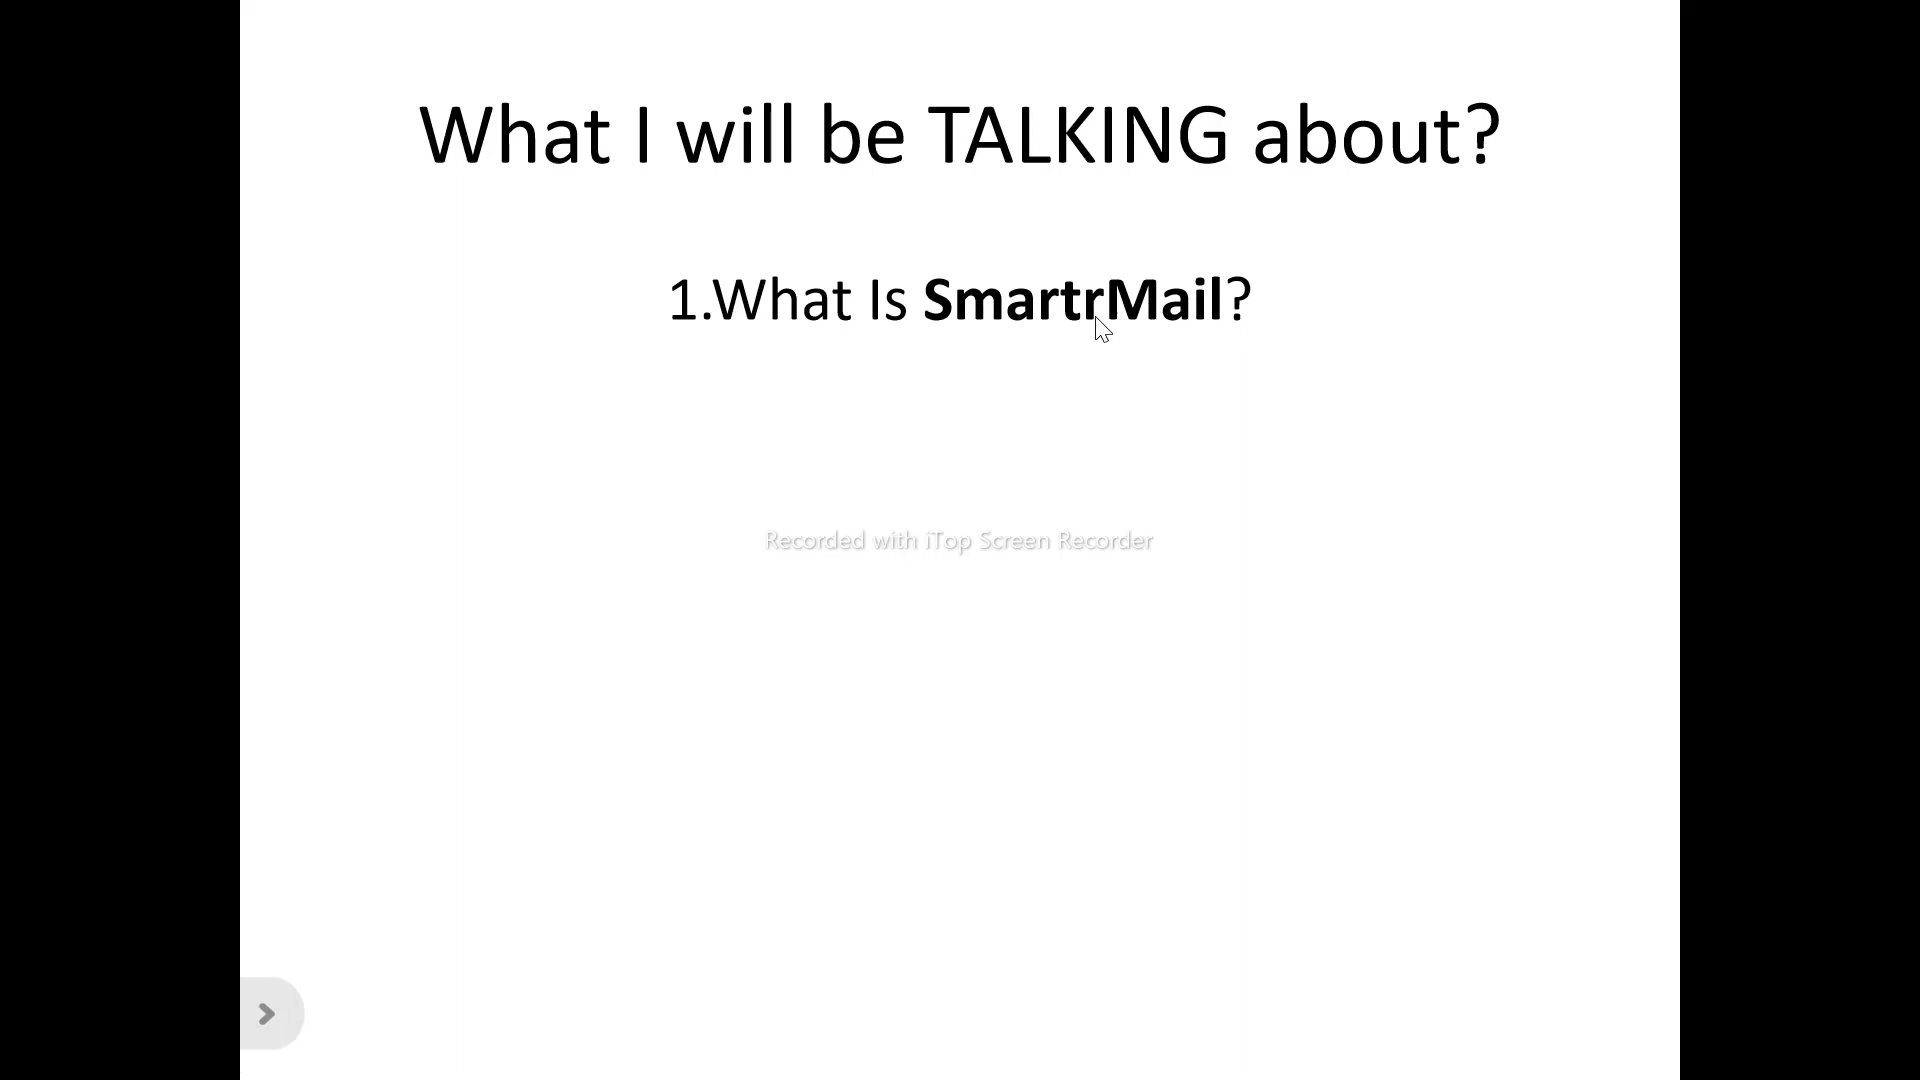 What I will be TALKING about?
1.What Is SmartrMail?
Recorded with iTop Screen Recorder